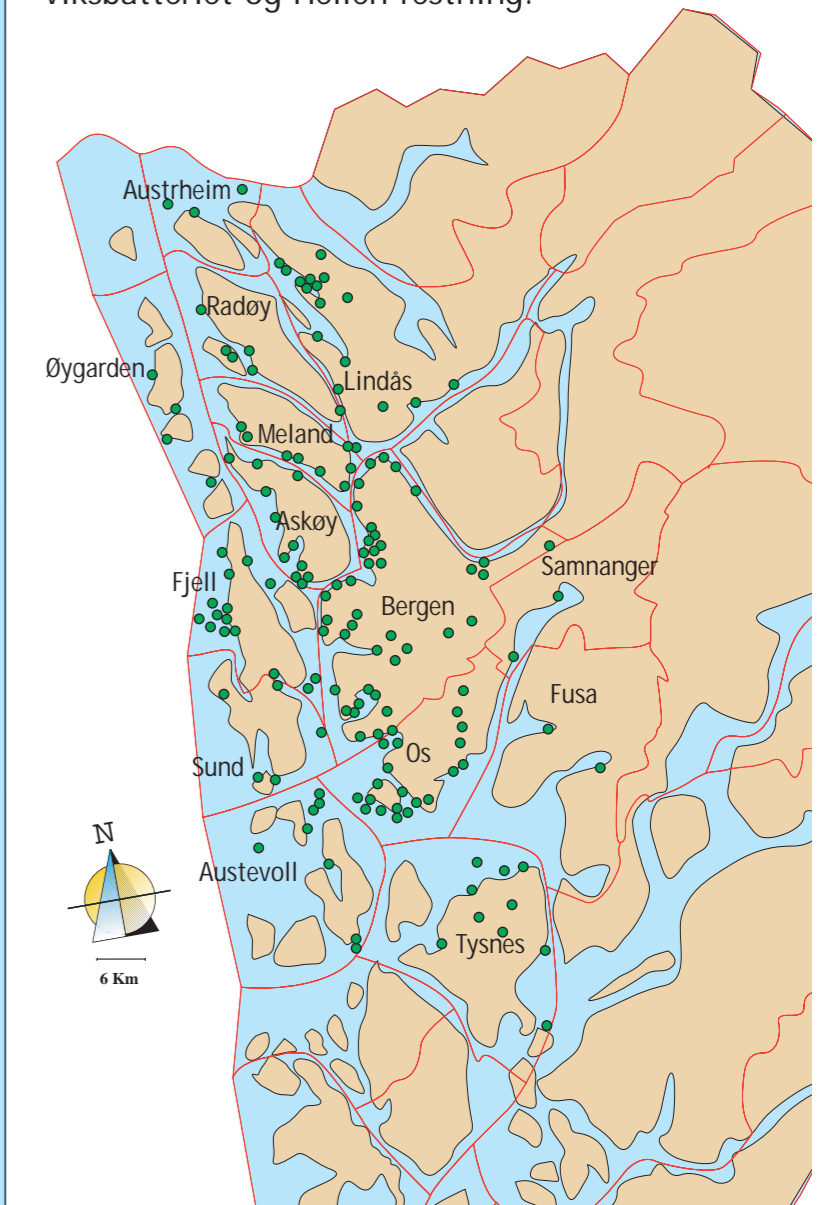 Austrheim
Radøy
Øygarden
Lindås
Meland
Askøy
Samnanger
Fjell
Bergen
Fusa
Os
Sund
N
Austevoll
Tysnes
6 Km